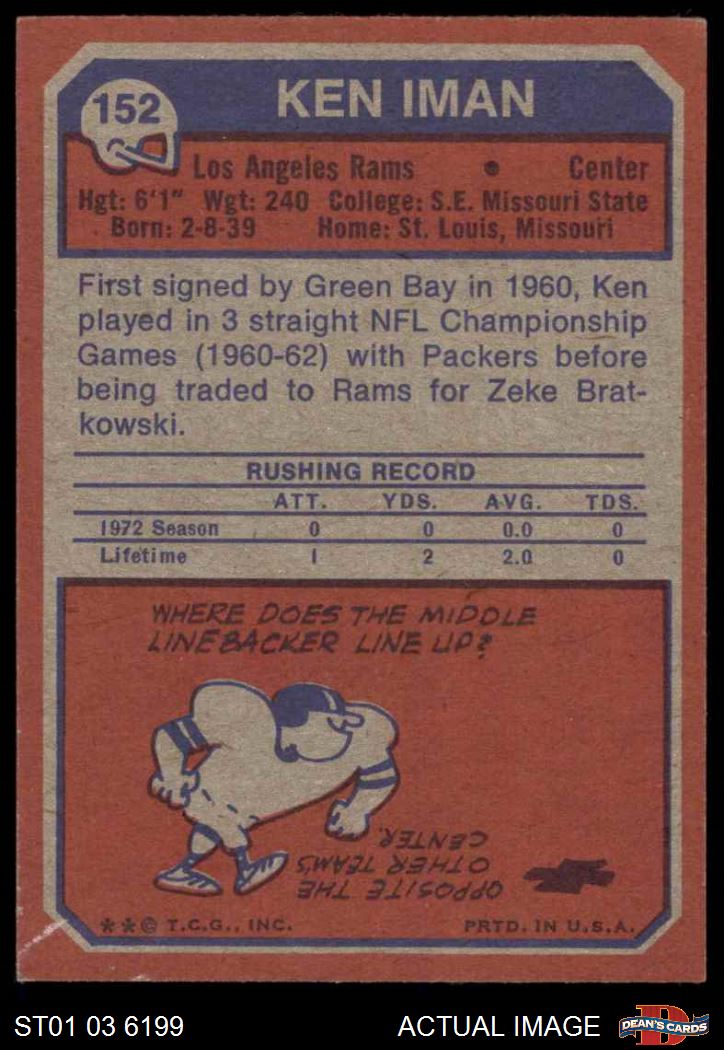 152
KEN IMAN
Los Angeles Rams • Center
Hgt: 6'1" Wgt: 240 College: S.E. Missouri State
Born: 2-8-39 Home: St. Louis, Missouri
First signed by Green Bay in 1960, Ken
played in 3 straight NFL Championship
Games (1960-62) with Packers before
being traded to Rams for Zeke Brat-
kowski.
RUSHING RECORD
ATT. YDS. AVG. TDS.
1972 Season 0 0 0.0 0
Lifetime 1 2 2.0 0
WHERE DOES THE MIDDLE
LINEBACKER LINE UP?
OPPOSITE THE
OTHER TEAM'S
CENTER.
**© T.C.G., INC. PRTD. IN U.S.A.
ST01 03 6199 ACTUAL IMAGE
D
DEAN'S CARDS